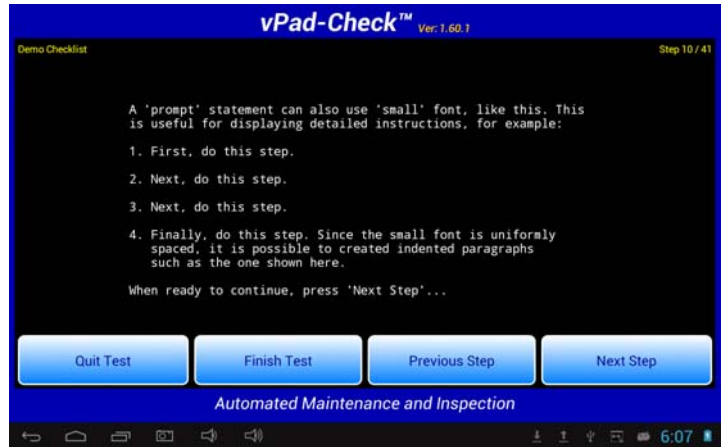 vPad-Check™ Ver: 1.60.1
Demo Checklist
Step 10 / 41
A 'prompt' statement can also use 'small' font, like this. This
is useful for displaying detailed instructions, for example:
1. First, do this step.
2. Next, do this step.
3. Next, do this step.
4. Finally, do this step. Since the small font is uniformly
spaced, it is possible to created indented paragraphs
such as the one shown here.
When ready to continue, press 'Next Step'...
Quit Test
Finish Test
Previous Step
Next Step
Automated Maintenance and Inspection
6:07